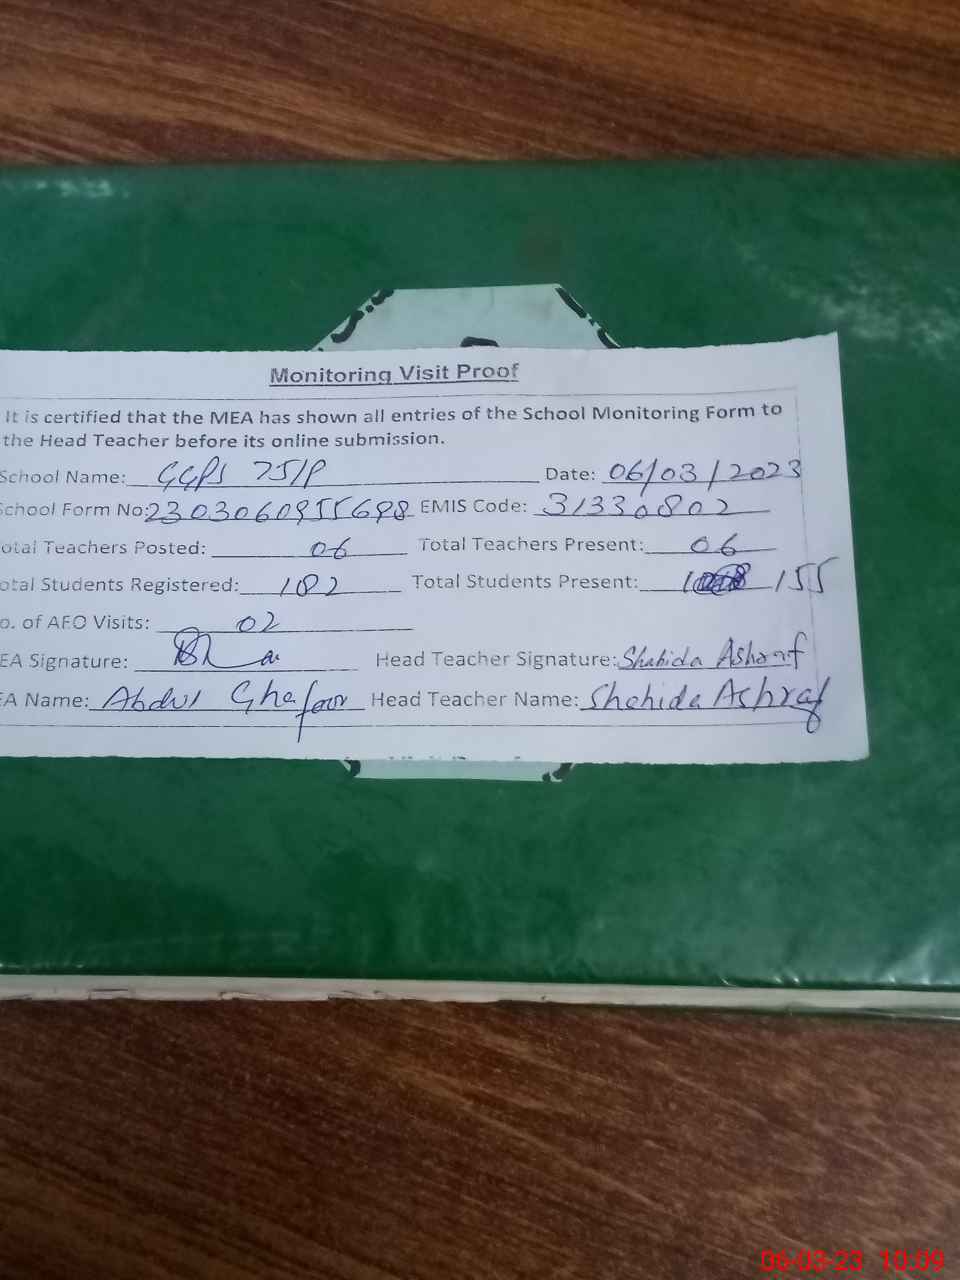 Monitoring Visit Proof
It is certified that the MEA has shown all entries of the School Monitoring Form to
the Head Teacher before its online submission.
School Name: GGPS 75/P Date: 06/03/2023
School Form No: 2303060955698 EMIS Code: 31330802
otal Teachers Posted: 06 Total Teachers Present: 06
otal Students Registered: 182 Total Students Present: 155
o. of AEO Visits: 02
EA Signature: Head Teacher Signature: Shahida Ashraf
EA Name: Abdul Ghafoor Head Teacher Name: Shahida Ashraf
06-03-23 10:09